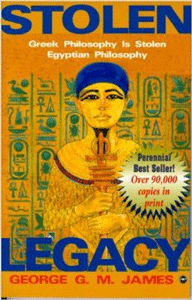 STOLEN
Greek Philosophy Is Stolen
Egyptian Philosophy
Perennial
Best Seller!
Over 90,000
copies in
print
LEGACY
GEORGE G. M. JAMES